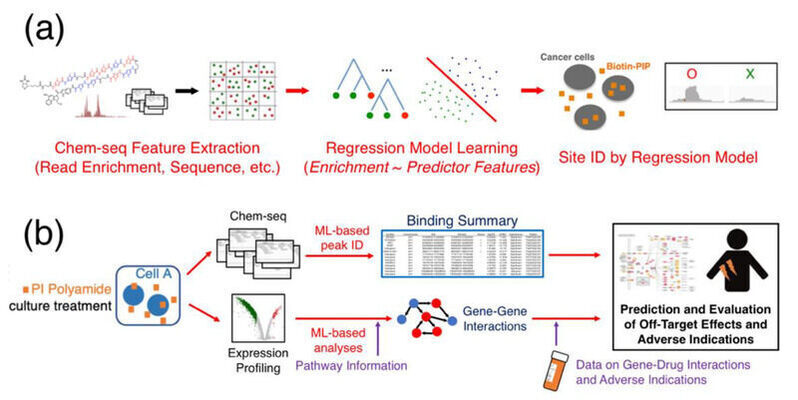 (a)
Cancer cells
Biotin-PIP
...
O X
Chem-seq Feature Extraction
(Read Enrichment, Sequence, etc.)
Regression Model Learning
(Enrichment ~ Predictor Features)
Site ID by Regression Model
(b)
Chem-seq
ML-based
peak ID
Binding Summary
Cell A
PI Polyamide
culture treatment
Expression
Profiling
ML-based
analyses
Pathway Information
Gene-Gene
Interactions
Prediction and Evaluation
of Off-Target Effects and
Adverse Indications
Data on Gene-Drug Interactions
and Adverse Indications